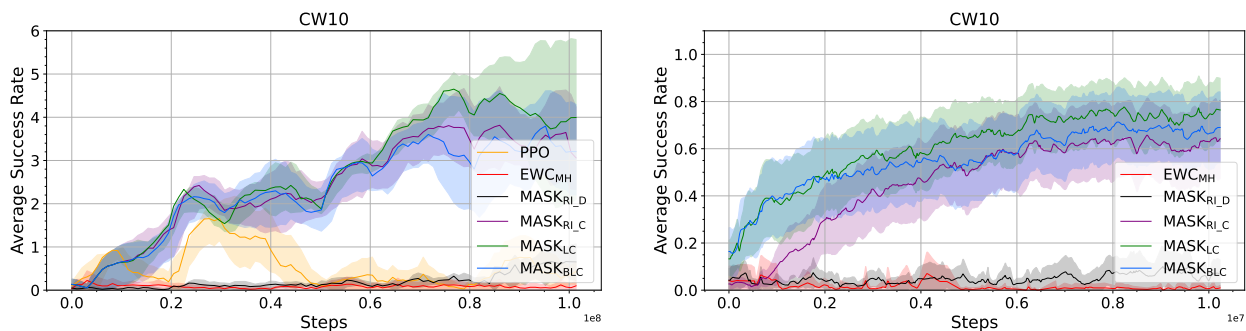 CW10
Average Success Rate
6
5
4
3
2
1
0
PPO
EWC_MH
MASK_RI_D
MASK_RI_C
MASK_LC
MASK_BLC
0.0 0.2 0.4 0.6 0.8 1.0
1e8
Steps
CW10
Average Success Rate
1.0
0.8
0.6
0.4
0.2
0.0
EWC_MH
MASK_RI_D
MASK_RI_C
MASK_LC
MASK_BLC
0.0 0.2 0.4 0.6 0.8 1.0
1e7
Steps